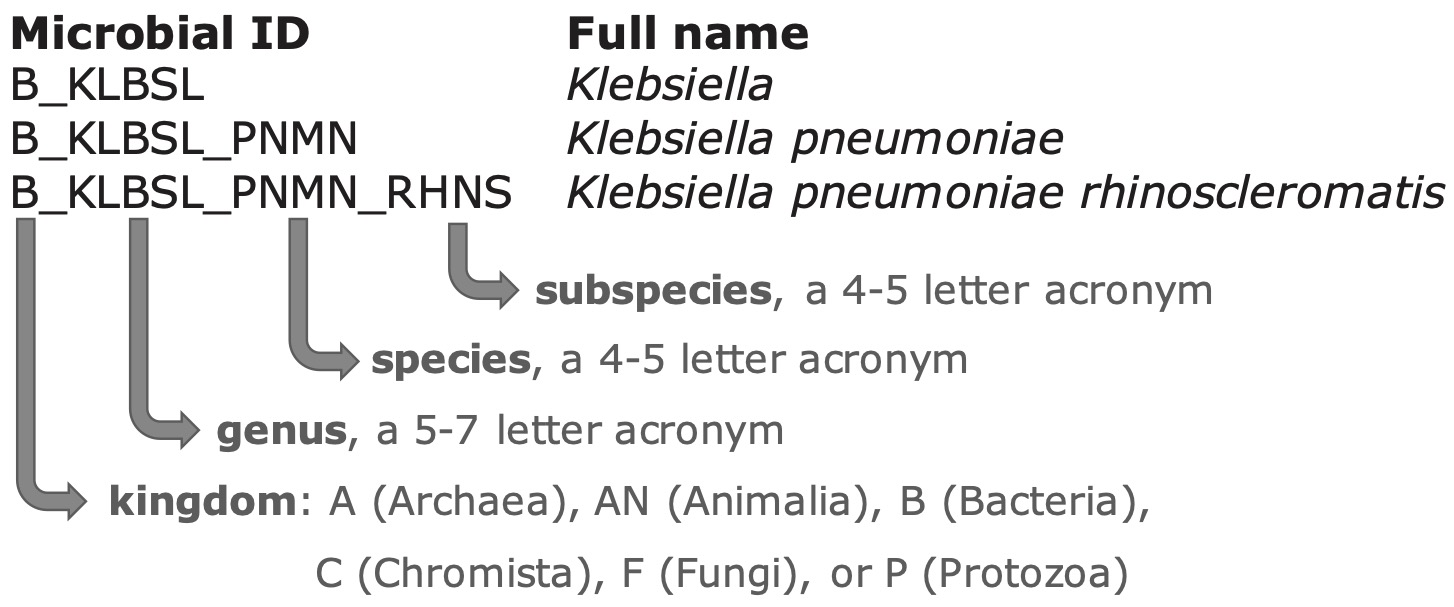 Microbial ID Full name
B_KLBSL Klebsiella
B_KLBSL_PNMN Klebsiella pneumoniae
B_KLBSL_PNMN_RHNS Klebsiella pneumoniae rhinoscleromatis
subspecies, a 4-5 letter acronym
species, a 4-5 letter acronym
genus, a 5-7 letter acronym
kingdom: A (Archaea), AN (Animalia), B (Bacteria),
C (Chromista), F (Fungi), or P (Protozoa)